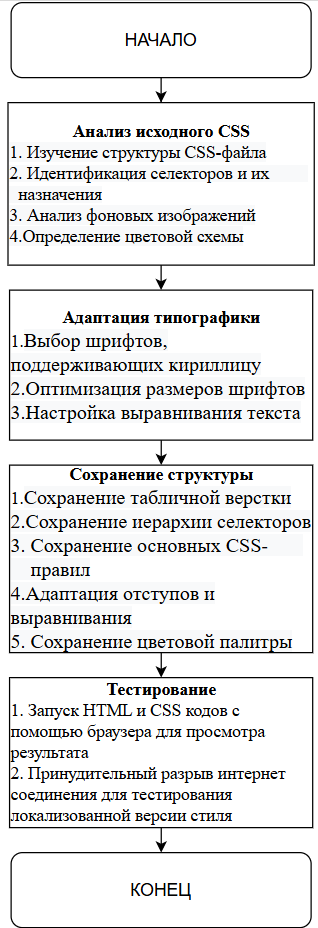 НАЧАЛО
Анализ исходного CSS
1. Изучение структуры CSS-файла
2. Идентификация селекторов и их
назначения
3. Анализ фоновых изображений
4.Определение цветовой схемы
Адаптация типографики
1.Выбор шрифтов,
поддерживающих кириллицу
2.Оптимизация размеров шрифтов
3.Настройка выравнивания текста
Сохранение структуры
1.Сохранение табличной верстки
2.Сохранение иерархии селекторов
3. Сохранение основных CSS-
правил
4.Адаптация отступов и
выравнивания
5. Сохранение цветовой палитры
Тестирование
1. Запуск HTML и CSS кодов с
помощью браузера для просмотра
результата
2. Принудительный разрыв интернет
соединения для тестирования
локализованной версии стиля
КОНЕЦ